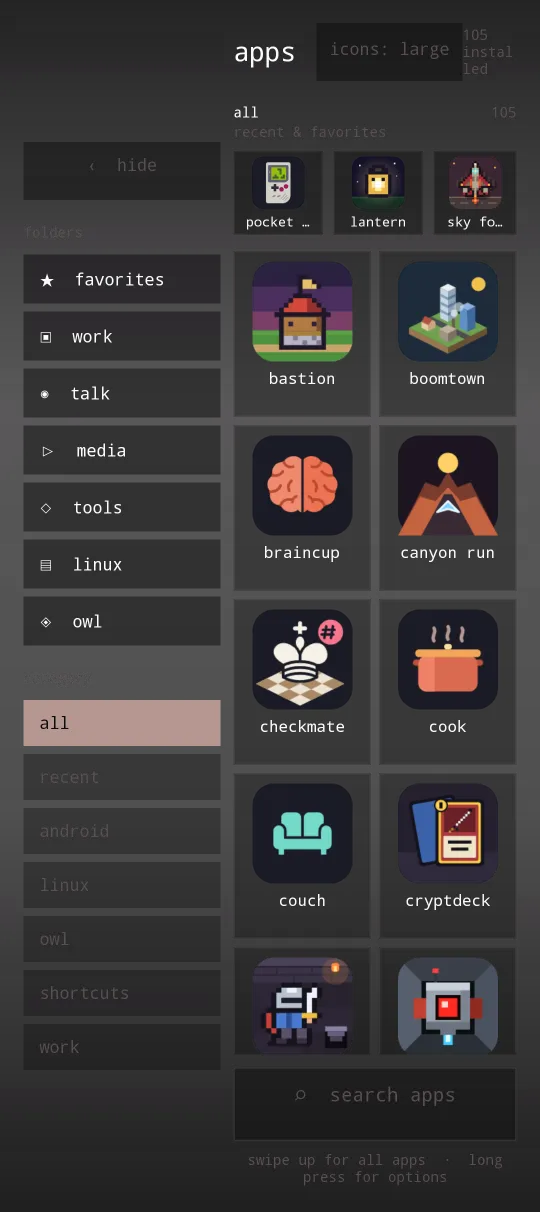 apps
icons: large
105
instal
led
all
105
recent & favorites
‹ hide
pocket …
lantern
sky fo…
folders
★ favorites
work
talk
media
tools
linux
owl
bastion
boomtown
braincup
canyon run
checkmate
cook
couch
cryptdeck
all
recent
android
linux
owl
shortcuts
work
search apps
swipe up for all apps · long
press for options